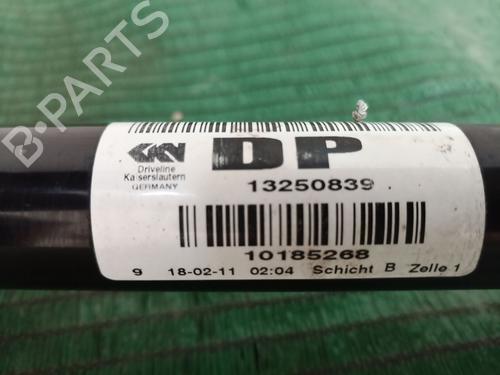 B-PARTS
GKN DP
Driveline
Kaiserslautern
GERMANY
13250839
10185268
9 18-02-11 02:04 Schicht B Zelle 1